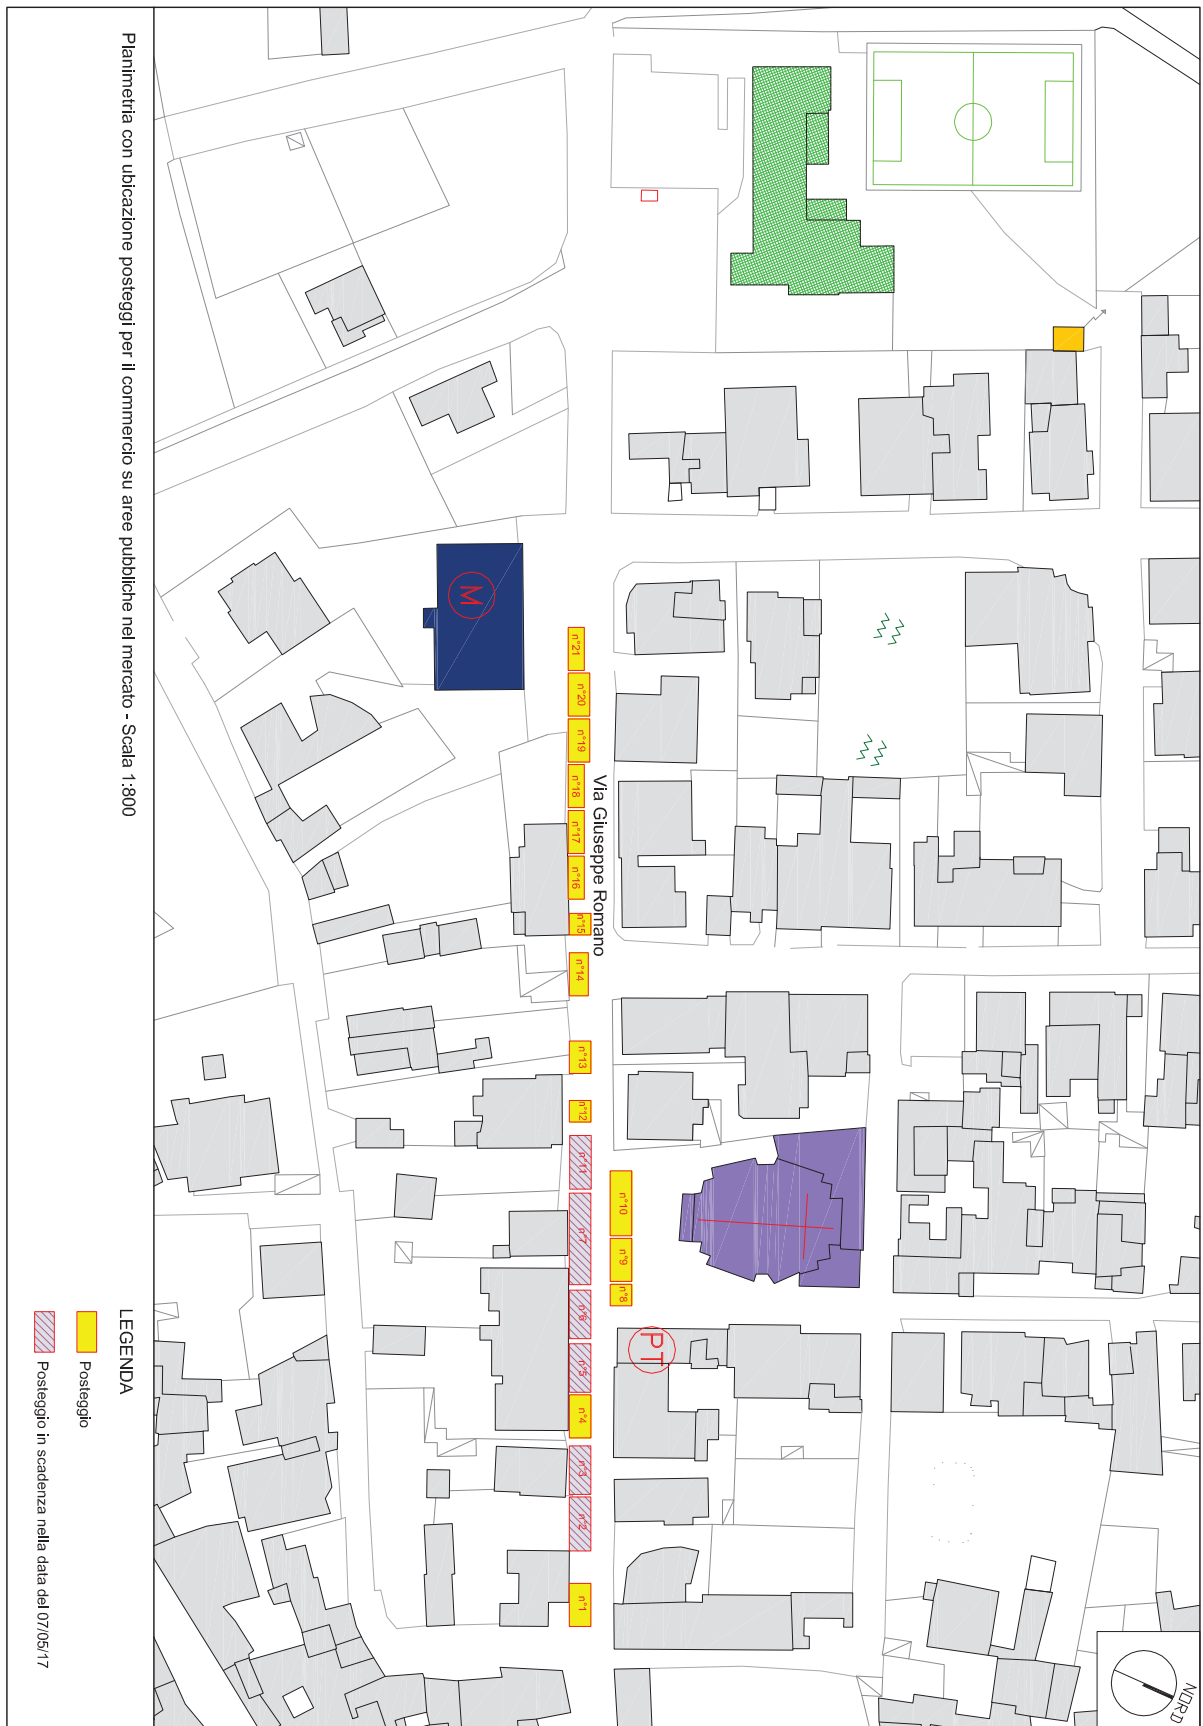 Planimetria con ubicazione posteggi per il commercio su aree pubbliche nel mercato - Scala 1:800
NORD
M
PT
Via Giuseppe Romano
n°21
n°20
n°19
n°18
n°17
n°16
n°15
n°14
n°13
n°12
n°11
n°10
n°9
n°8
n°7
n°6
n°5
n°4
n°3
n°2
n°1
LEGENDA
Posteggio
Posteggio in scadenza nella data del 07/05/17